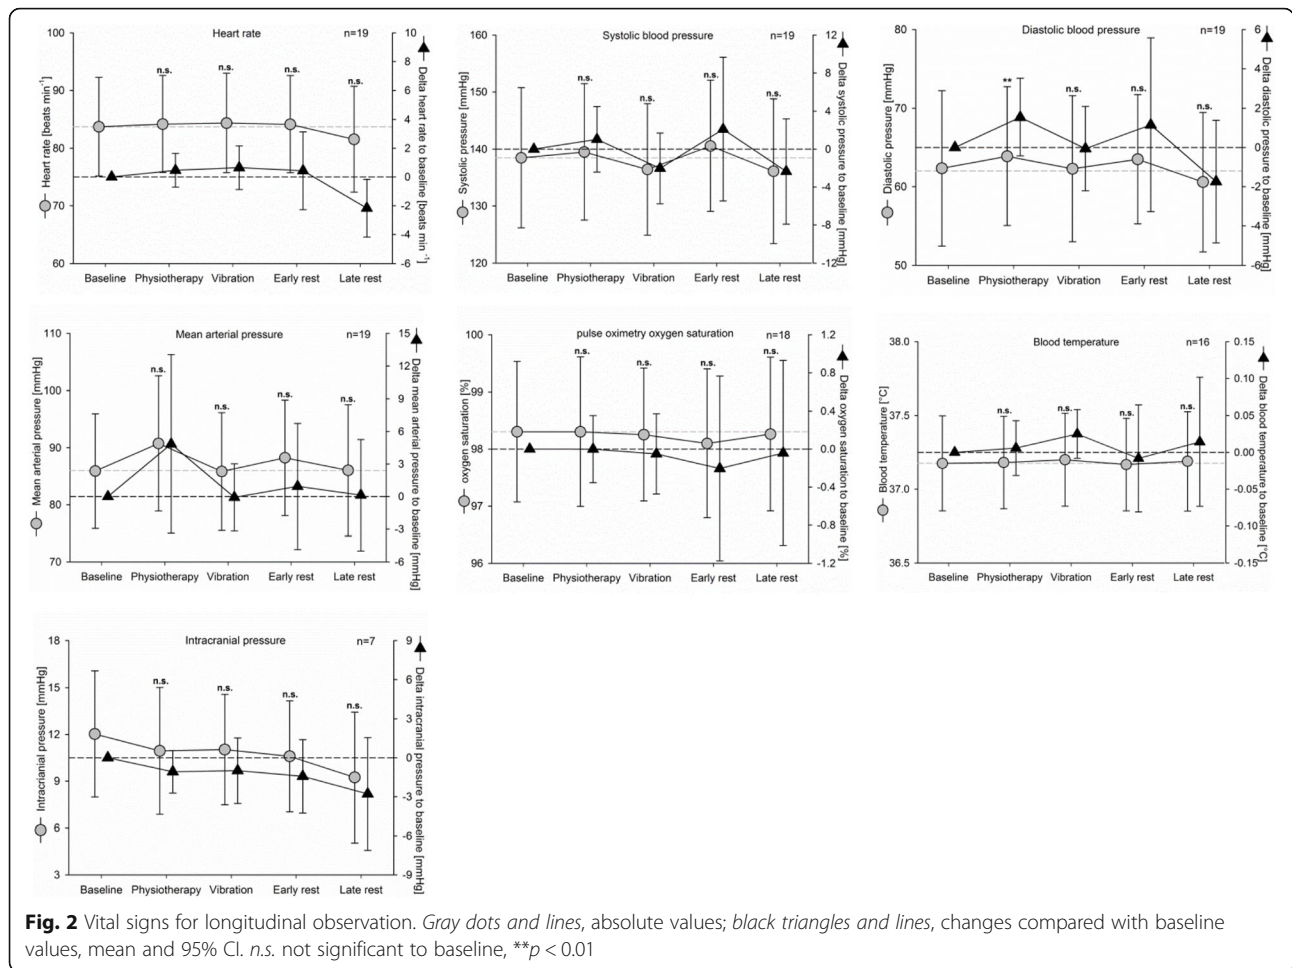 Heart rate n=19
100
90
80
70
60
Heart rate [beats min⁻¹]
10
8
6
4
2
0
-2
-4
-6
Delta heart rate to baseline [beats min⁻¹]
n.s. n.s. n.s. n.s.
Baseline Physiotherapy Vibration Early rest Late rest
Systolic blood pressure n=19
160
150
140
130
120
Systolic pressure [mmHg]
12
8
4
0
-4
-8
-12
Delta systolic pressure to baseline [mmHg]
n.s. n.s. n.s. n.s.
Baseline Physiotherapy Vibration Early rest Late rest
Diastolic blood pressure n=19
80
70
60
50
Diastolic pressure [mmHg]
6
4
2
0
-2
-4
-6
Delta diastolic pressure to baseline [mmHg]
** n.s. n.s. n.s.
Baseline Physiotherapy Vibration Early rest Late rest
Mean arterial pressure n=19
110
100
90
80
70
Mean arterial pressure [mmHg]
15
12
9
6
3
0
-3
-6
Delta mean arterial pressure to baseline [mmHg]
n.s. n.s. n.s. n.s.
Baseline Physiotherapy Vibration Early rest Late rest
pulse oximetry oxygen saturation n=18
100
99
98
97
96
oxygen saturation [%]
1.2
0.8
0.4
0.0
-0.4
-0.8
-1.2
Delta oxygen saturation to baseline [%]
n.s. n.s. n.s. n.s.
Baseline Physiotherapy Vibration Early rest Late rest
Blood temperature n=16
38.0
37.5
37.0
36.5
Blood temperature [°C]
0.15
0.10
0.05
0.00
-0.05
-0.10
-0.15
Delta blood temperature to baseline [°C]
n.s. n.s. n.s. n.s.
Baseline Physiotherapy Vibration Early rest Late rest
Intracranial pressure n=7
18
15
12
9
6
3
Intracrianial pressure [mmHg]
9
6
3
0
-3
-6
-9
Delta intracranial pressure to baseline [mmHg]
n.s. n.s. n.s. n.s.
Baseline Physiotherapy Vibration Early rest Late rest
Fig. 2 Vital signs for longitudinal observation. Gray dots and lines, absolute values; black triangles and lines, changes compared with baseline
values, mean and 95% CI. n.s. not significant to baseline, **p < 0.01